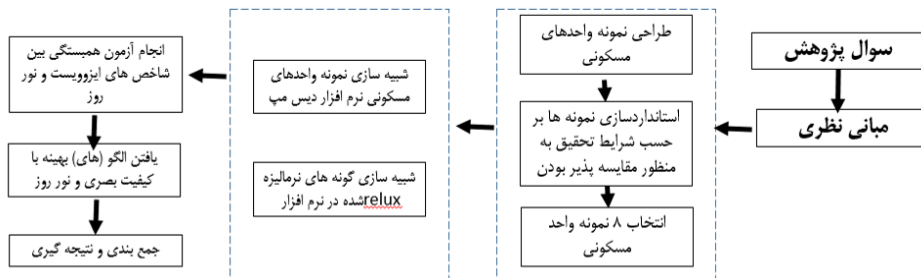 سوال پژوهش
مبانی نظری
طراحی نمونه واحدهای
مسکونی
استانداردسازی نمونه ها بر
حسب شرایط تحقیق به
منظور مقایسه پذیر بودن
انتخاب ۸ نمونه واحد
مسکونی
شبیه سازی نمونه واحدهای
مسکونی نرم افزار دپس مپ
شبیه سازی گونه های نرمالیزه
شده در نرم افزار relux
انجام آزمون همبستگی بین
شاخص های ایزوویست و نور
روز
یافتن الگو (های) بهینه با
کیفیت بصری و نور روز
جمع بندی و نتیجه گیری